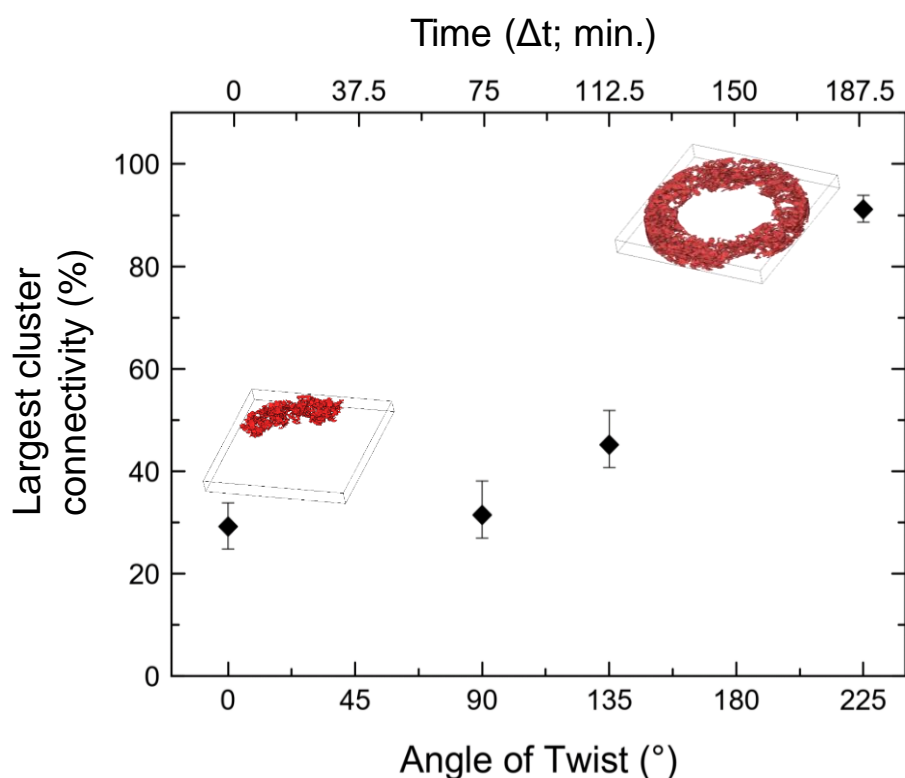 Time (Δt; min.)
0 37.5 75 112.5 150 187.5
Largest cluster
connectivity (%)
100
80
60
40
20
0
0 45 90 135 180 225
Angle of Twist (°)